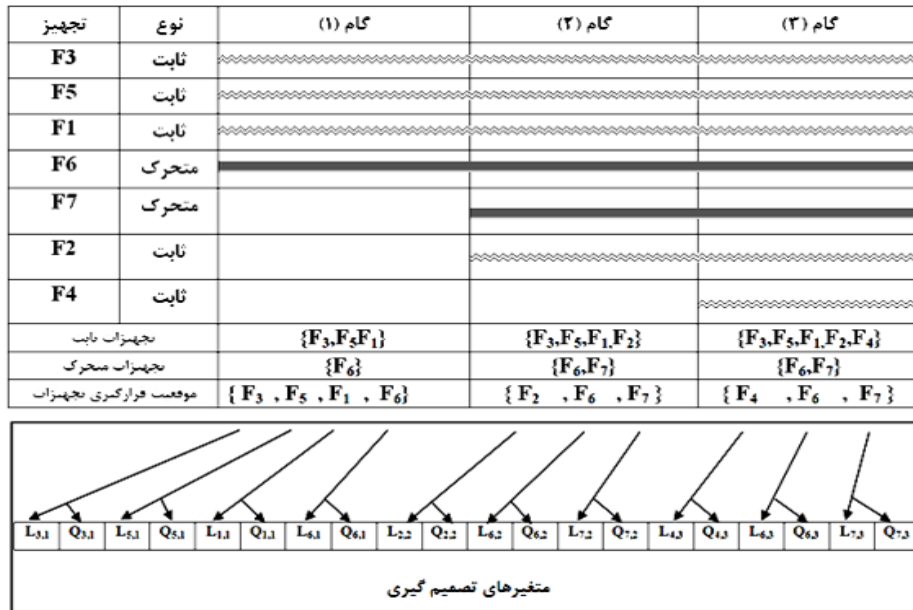 تجهیز نوع گام (۱) گام (۲) گام (۳)
F3 ثابت
F5 ثابت
F1 ثابت
F6 متحرک
F7 متحرک
F2 ثابت
F4 ثابت
تجهیزات ثابت {F₃,F₅F₁} {F₃,F₅,F₁,F₂} {F₃,F₅,F₁,F₂,F₄}
تجهیزات متحرک {F₆} {F₆,F₇} {F₆,F₇}
موقعیت قرارگیری تجهیزات { F₃ , F₅ , F₁ , F₆} { F₂ , F₆ , F₇ } { F₄ , F₆ , F₇ }
L₃,₁ Q₃,₁ L₅,₁ Q₅,₁ L₁,₁ Q₁,₁ L₆,₁ Q₆,₁ L₂,₂ Q₂,₂ L₆,₂ Q₆,₂ L₇,₂ Q₇,₂ L₄,₃ Q₄,₃ L₆,₃ Q₆,₃ L₇,₃ Q₇,₃
متغیرهای تصمیم گیری